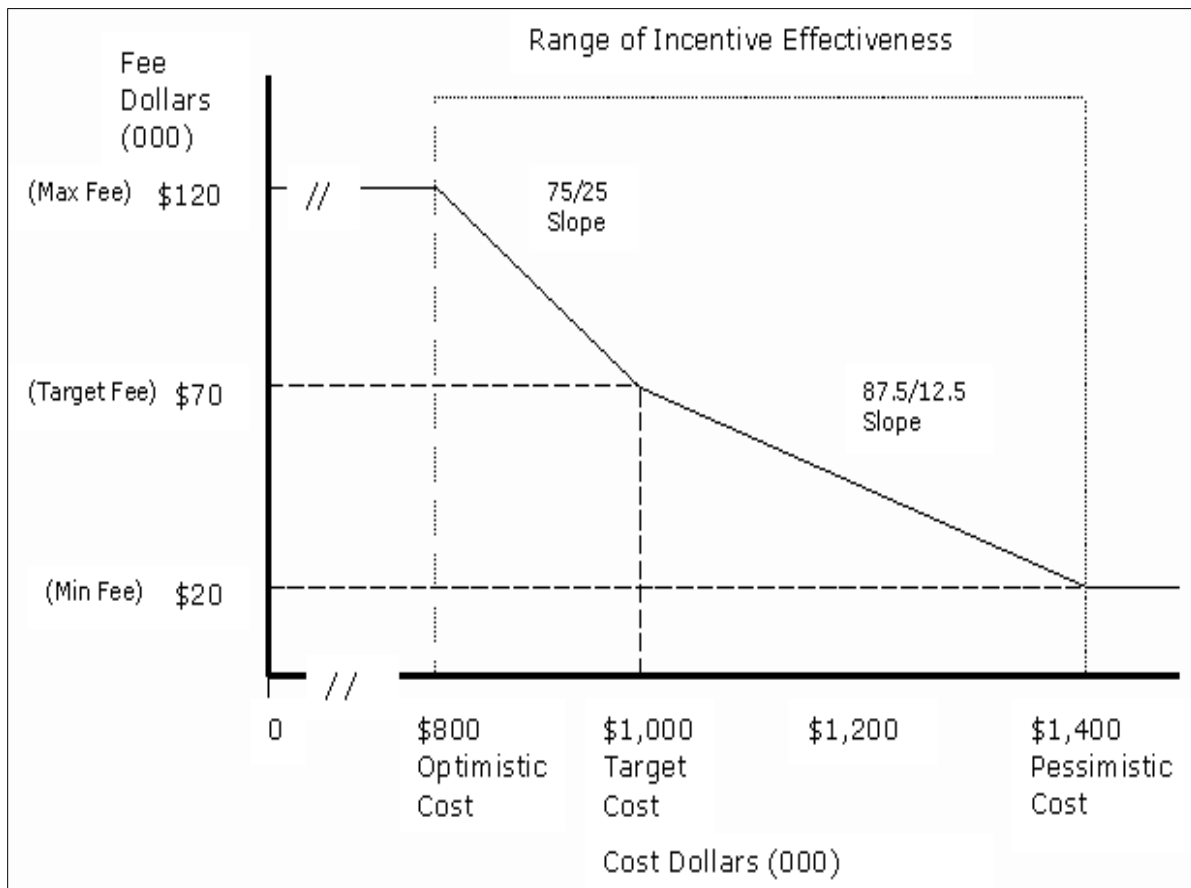 Range of Incentive Effectiveness
Fee
Dollars
(000)
(Max Fee) $120
//
75/25
Slope
(Target Fee) $70
87.5/12.5
Slope
(Min Fee) $20
//
0
$800
Optimistic
Cost
$1,000
Target
Cost
$1,200
$1,400
Pessimistic
Cost
Cost Dollars (000)